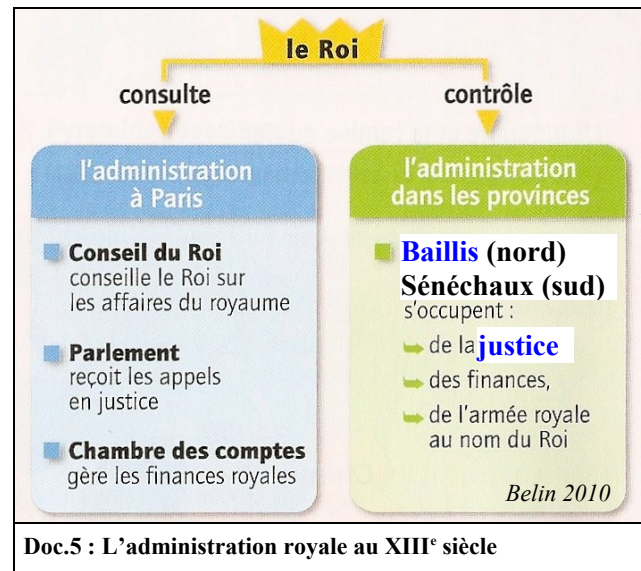 le Roi
consulte
contrôle
l'administration
à Paris
Conseil du Roi
conseille le Roi sur
les affaires du royaume
Parlement
reçoit les appels
en justice
Chambre des comptes
gère les finances royales
l'administration
dans les provinces
Baillis (nord)
Sénéchaux (sud)
s'occupent :
de la justice
des finances,
de l'armée royale
au nom du Roi
Belin 2010
Doc.5 : L'administration royale au XIIIe siècle